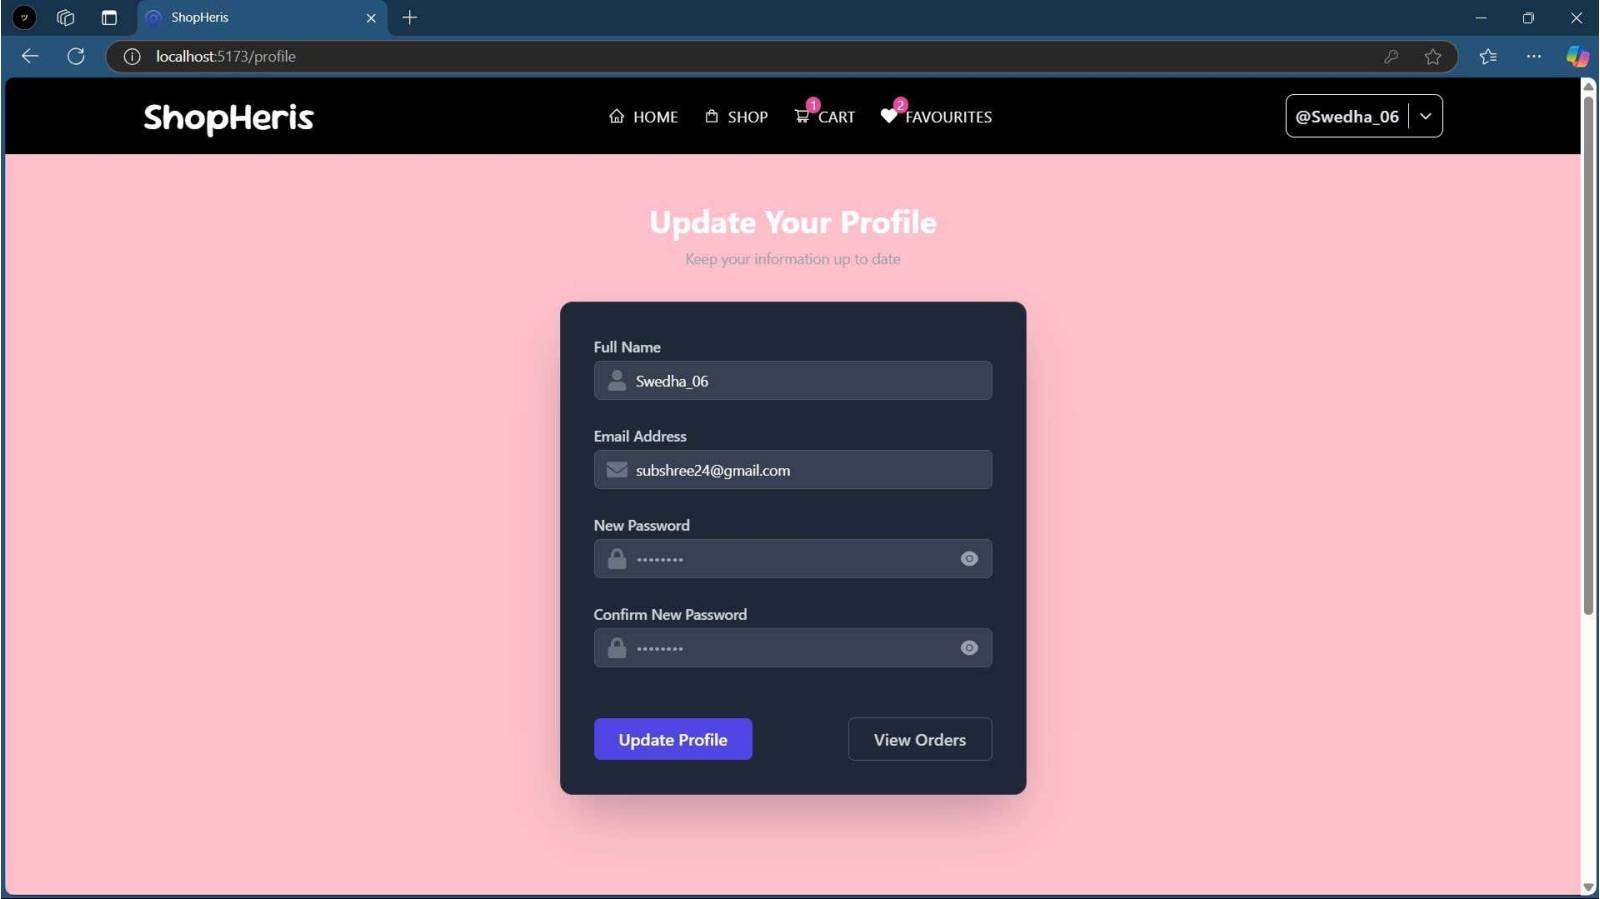 ShopHeris
localhost:5173/profile
ShopHeris
HOME
SHOP
1
CART
2
FAVOURITES
@Swedha_06
Update Your Profile
Keep your information up to date
Full Name
Swedha_06
Email Address
subshree24@gmail.com
New Password
••••••••
Confirm New Password
••••••••
Update Profile
View Orders